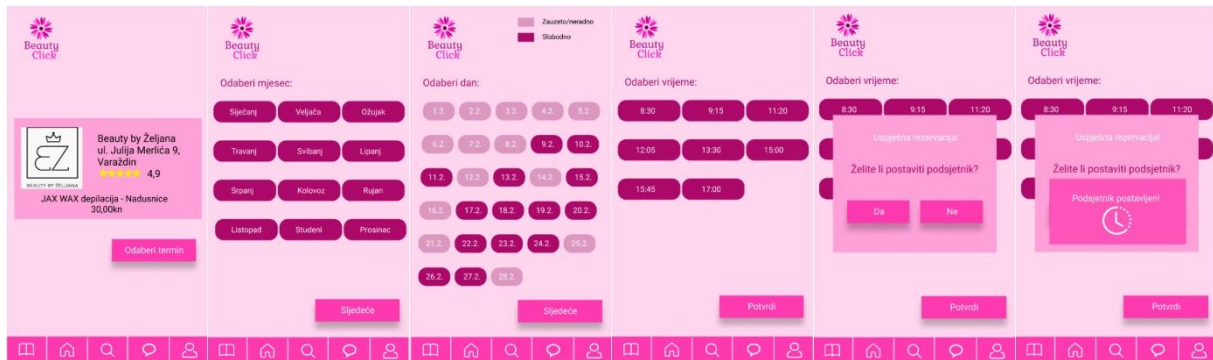 Beauty
Click
Beauty by Željana
ul. Julija Merlića 9,
Varaždin
4,9
EZ
BEAUTY BY ŽELJANA
JAX WAX depilacija - Nadusnice
30,00kn
Odaberi termin
Beauty
Click
Odaberi mjesec:
Siječanj Veljača Ožujak
Travanj Svibanj Lipanj
Srpanj Kolovoz Rujan
Listopad Studeni Prosinac
Sljedeće
Beauty
Click
Zauzeto/neradno
Slobodno
Odaberi dan:
1.2. 2.2. 3.2. 4.2. 5.2.
6.2. 7.2. 8.2. 9.2. 10.2.
11.2. 12.2. 13.2. 14.2. 15.2.
16.2. 17.2. 18.2. 19.2. 20.2.
21.2. 22.2. 23.2. 24.2. 25.2.
26.2. 27.2. 28.2.
Sljedeće
Beauty
Click
Odaberi vrijeme:
8:30 9:15 11:20
12:05 13:30 15:00
15:45 17:00
Potvrdi
Beauty
Click
Odaberi vrijeme:
8:30 9:15 11:20
Uspješna rezervacija!
Želite li postaviti podsjetnik?
Da Ne
Potvrdi
Beauty
Click
Odaberi vrijeme:
8:30 9:15 11:20
Uspješna rezervacija!
Želite li postaviti podsjetnik?
Podsjetnik postavljen!
Potvrdi